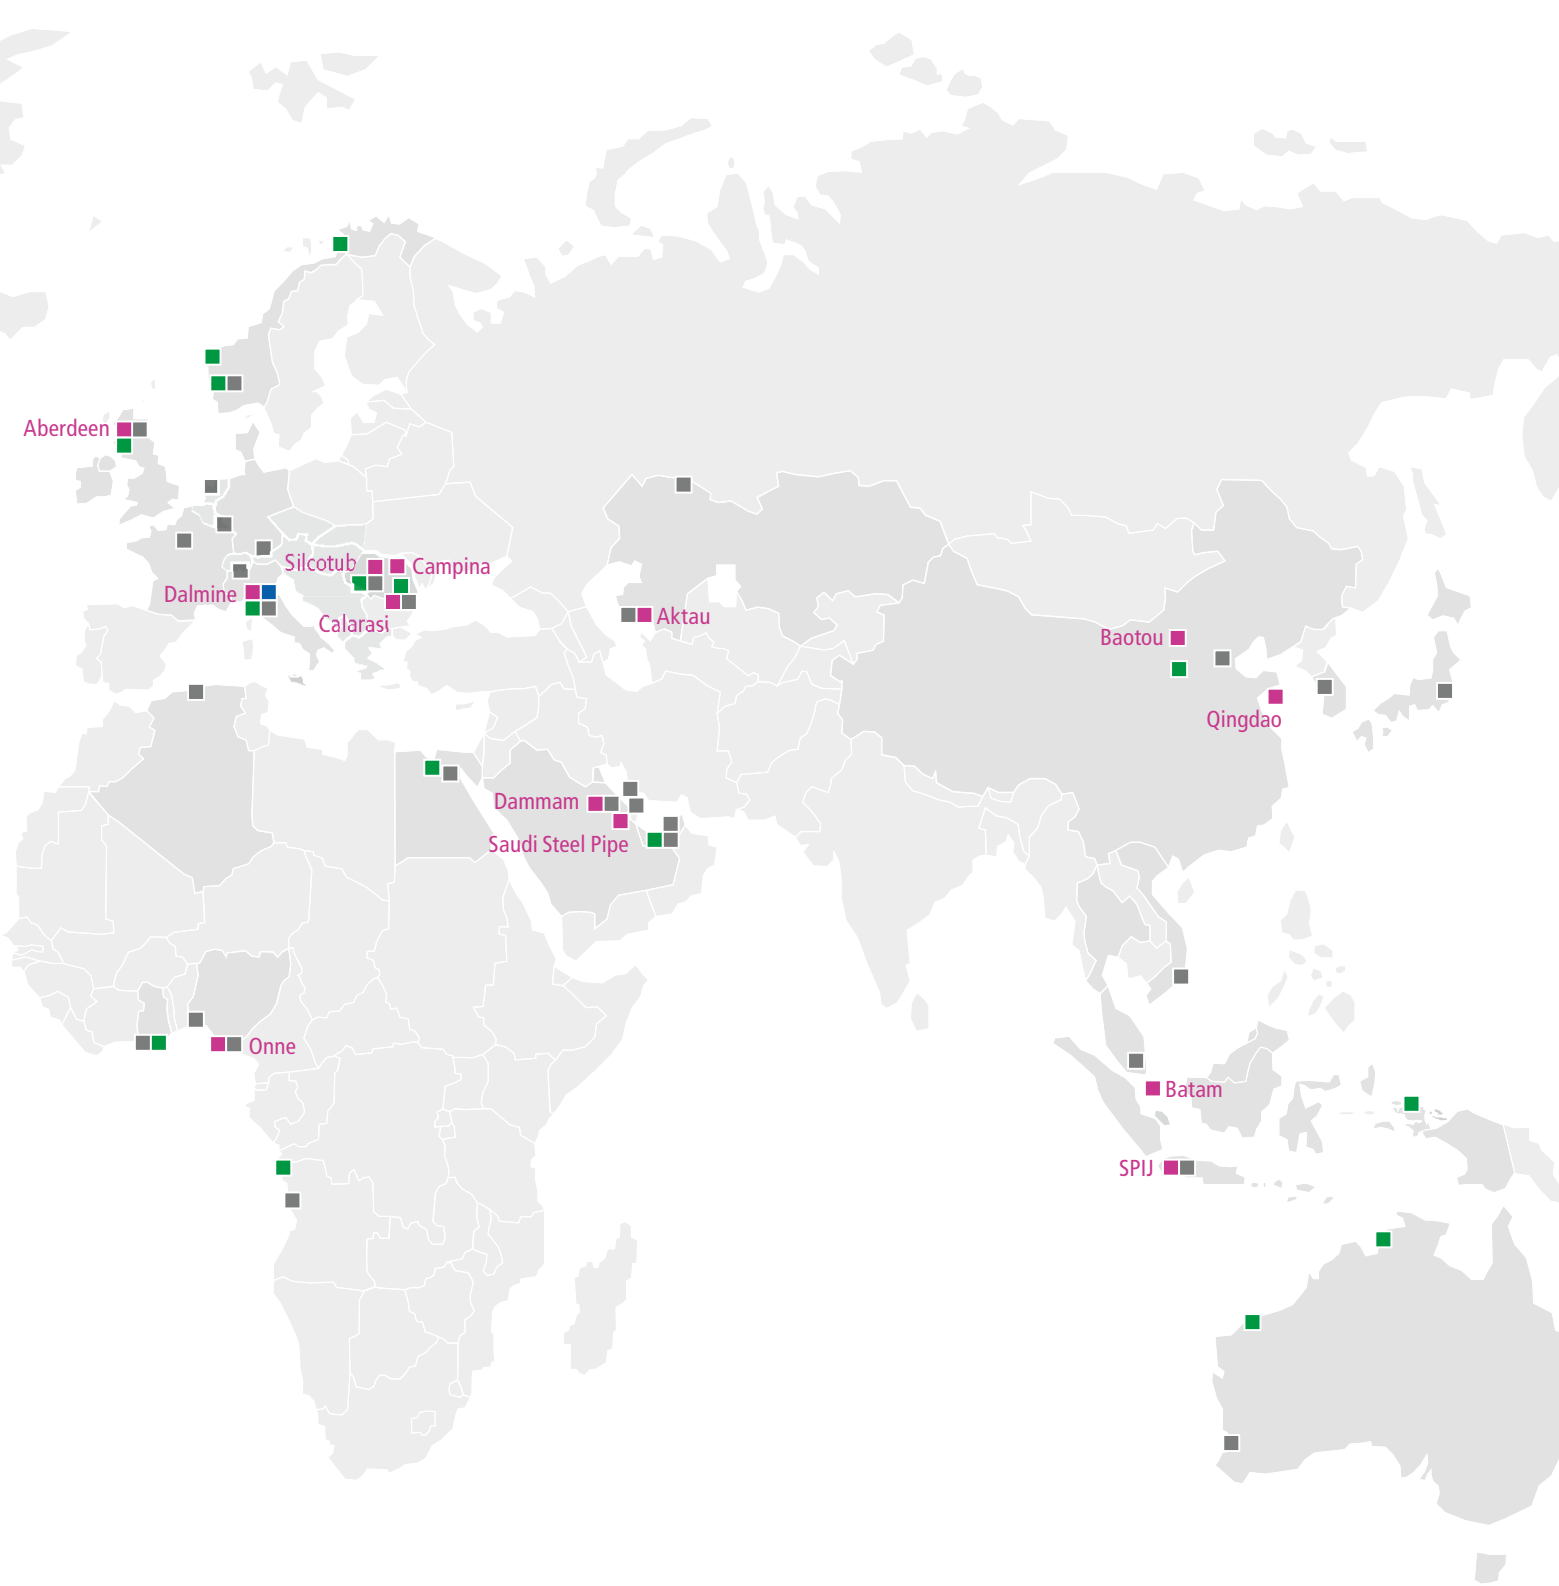 Aberdeen
Silcotub
Campina
Dalmine
Calarasi
Aktau
Baotou
Qingdao
Dammam
Saudi Steel Pipe
Onne
Batam
SPIJ